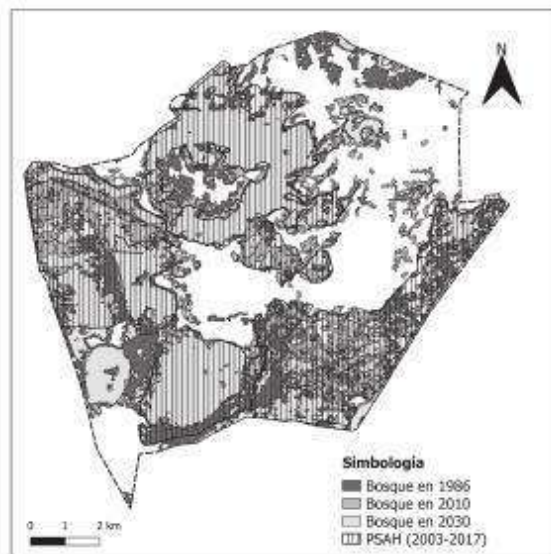 N
Simbología
Bosque en 1986
Bosque en 2010
Bosque en 2030
PSAH (2003-2017)
0 1 2 km